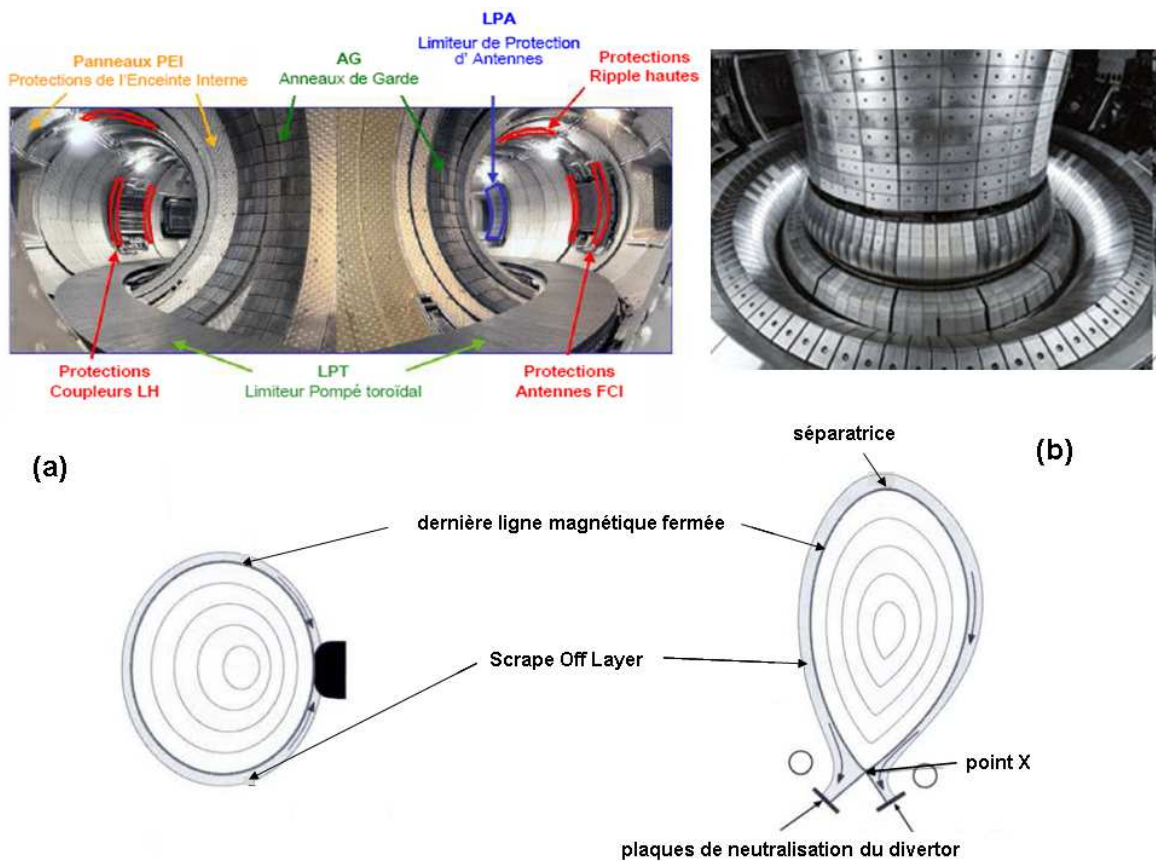 LPA
Limiteur de Protection
d' Antennes
Panneaux PEI
Protections de l'Enceinte Interne
AG
Anneaux de Garde
Protections
Ripple hautes
Protections
Coupleurs LH
LPT
Limiteur Pompé toroïdal
Protections
Antennes FCI
(a)
(b)
séparatrice
dernière ligne magnétique fermée
Scrape Off Layer
point X
plaques de neutralisation du divertor